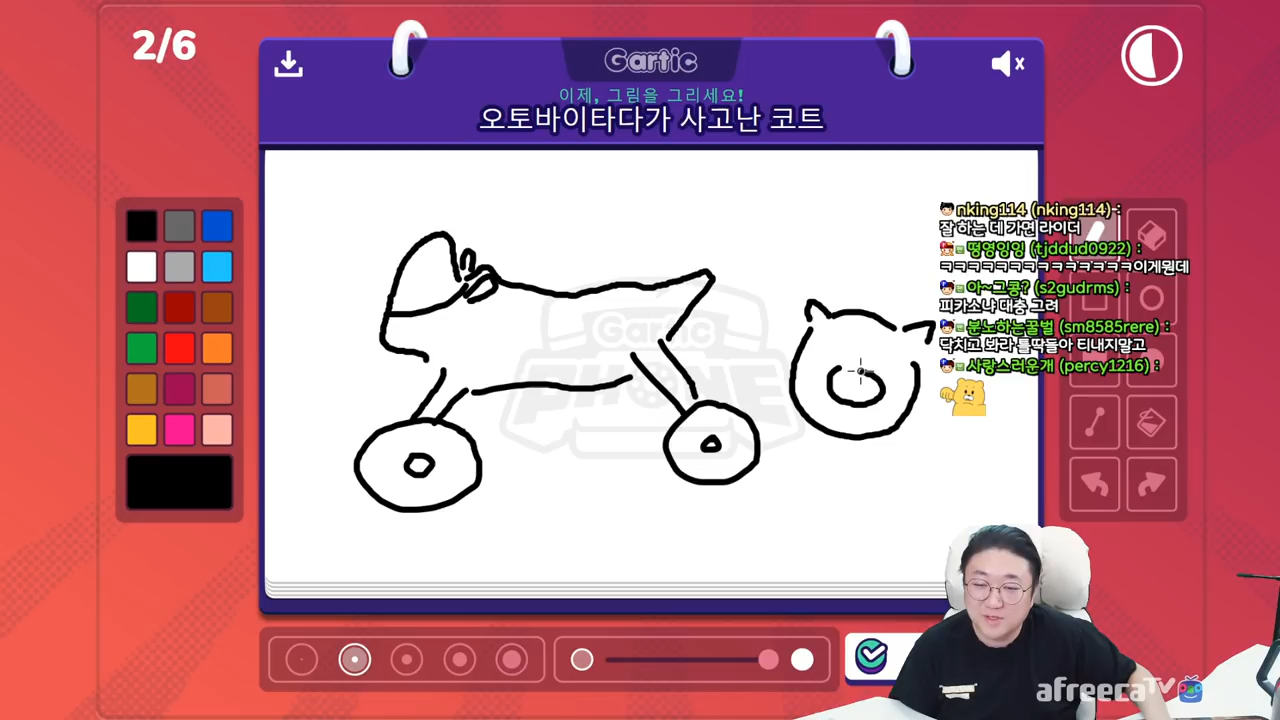 2/6
Gartic
이제, 그림을 그리세요!
오토바이타다가 사고난 코트
Gartic
PHONE
nking114 (nking114) :
잘 하는 데 가면 라이더
떵영잉잉 (tjddud0922) :
ㅋㅋㅋㅋㅋㅋㅋㅋㅋㅋㅋㅋㅋ이게뭔데
아~그콩? (s2gudrms) :
피카소냐 대충 그려
분노하는꿀벌 (sm8585rere) :
닥치고 봐라 틀딱돌아 티내지말고
사랑스러운개 (percy1216) :
afreecaTV